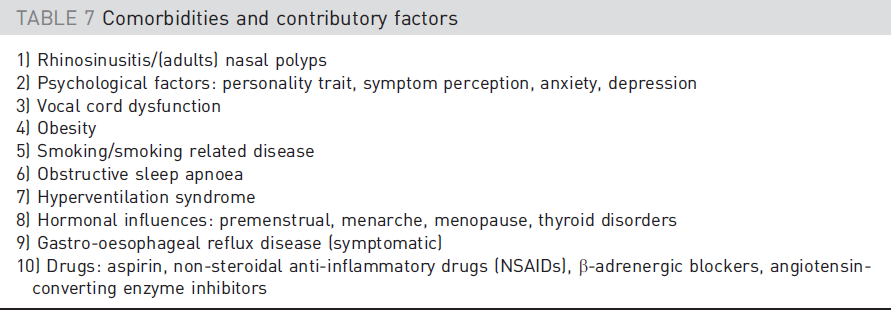 TABLE 7 Comorbidities and contributory factors
1) Rhinosinusitis/(adults) nasal polyps
2) Psychological factors: personality trait, symptom perception, anxiety, depression
3) Vocal cord dysfunction
4) Obesity
5) Smoking/smoking related disease
6) Obstructive sleep apnoea
7) Hyperventilation syndrome
8) Hormonal influences: premenstrual, menarche, menopause, thyroid disorders
9) Gastro-oesophageal reflux disease (symptomatic)
10) Drugs: aspirin, non-steroidal anti-inflammatory drugs (NSAIDs), β-adrenergic blockers, angiotensin-
converting enzyme inhibitors